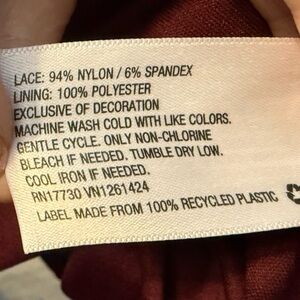 LACE: 94% NYLON / 6% SPANDEX
LINING: 100% POLYESTER
EXCLUSIVE OF DECORATION
MACHINE WASH COLD WITH LIKE COLORS.
GENTLE CYCLE. ONLY NON-CHLORINE
BLEACH IF NEEDED. TUMBLE DRY LOW.
COOL IRON IF NEEDED.
RN17730 VN1261424
LABEL MADE FROM 100% RECYCLED PLASTIC